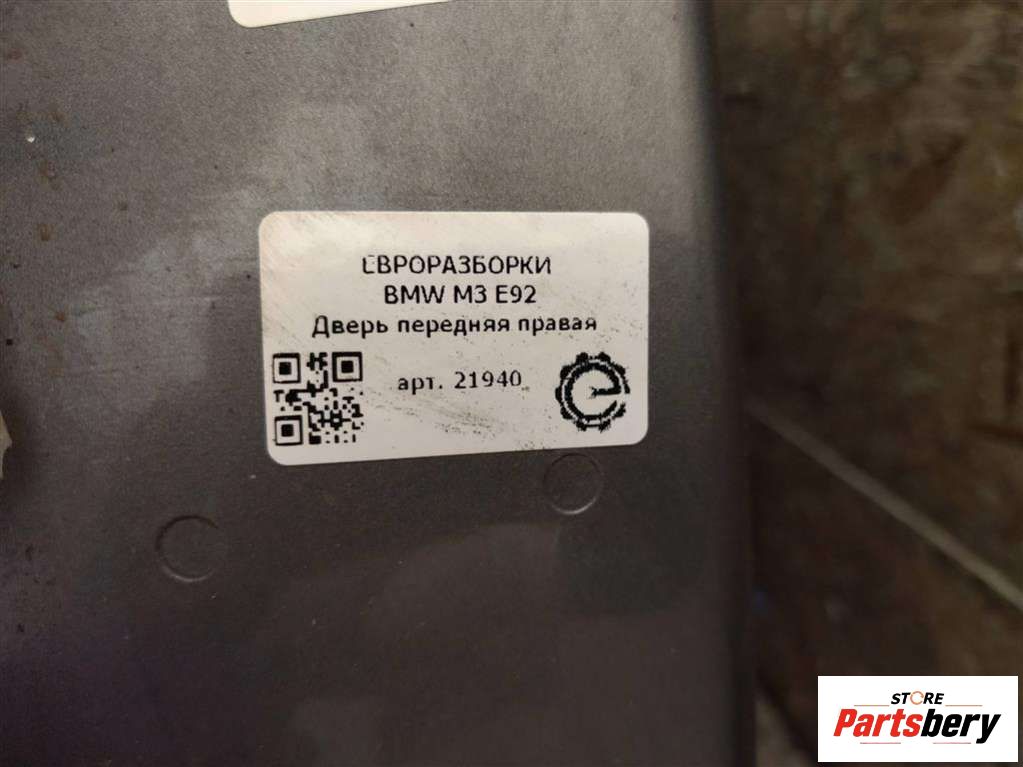 ЕВРОРАЗБОРКИ
BMW M3 E92
Дверь передняя правая
арт. 21940
STORE
Partsbery